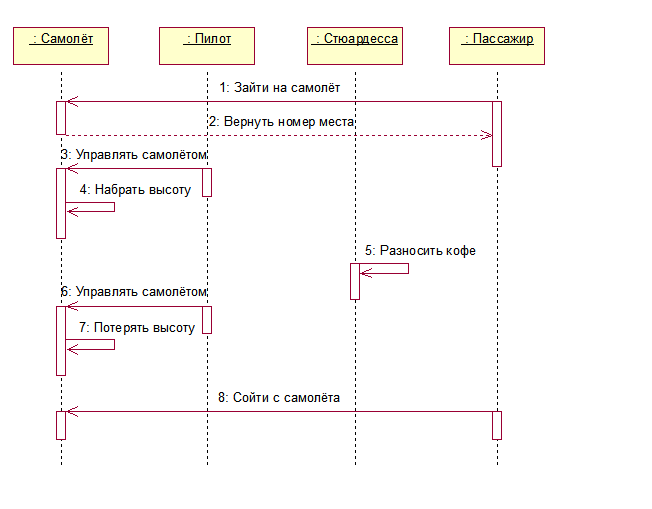 : Самолёт
: Пилот
: Стюардесса
: Пассажир
1: Зайти на самолёт
2: Вернуть номер места
3: Управлять самолётом
4: Набрать высоту
5: Разносить кофе
6: Управлять самолётом
7: Потерять высоту
8: Сойти с самолёта